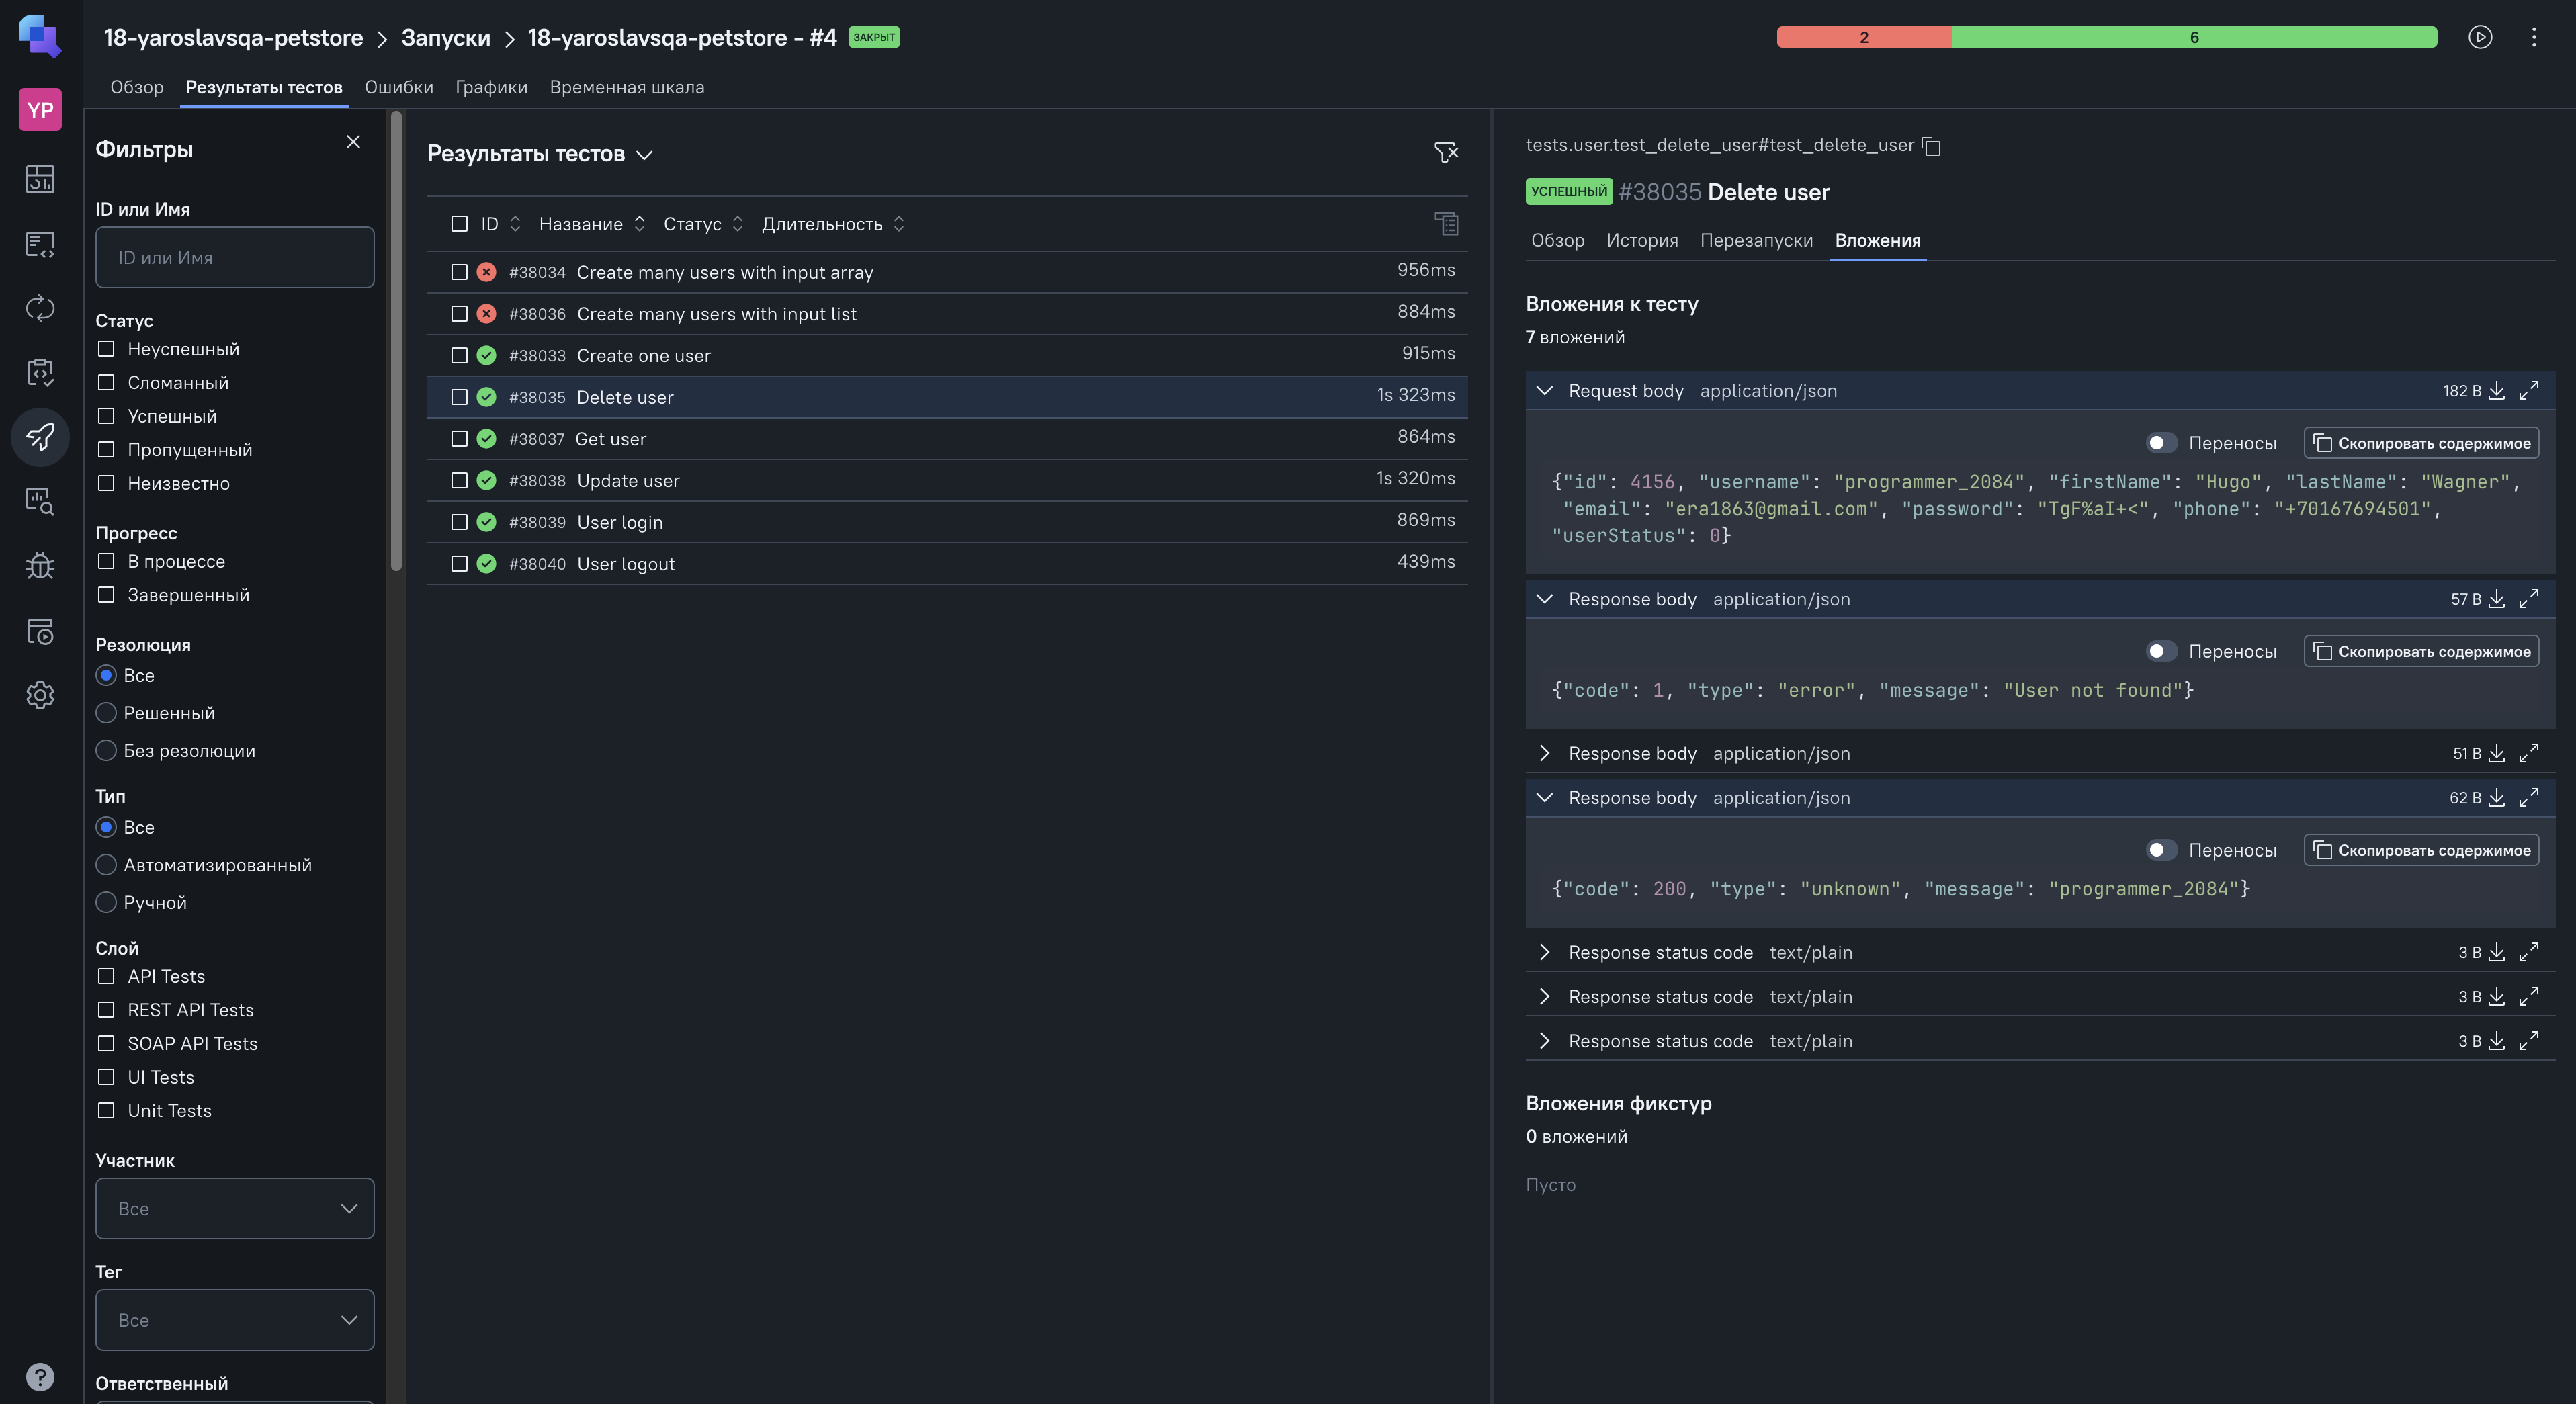 18-yaroslavsqa-petstore > Запуски > 18-yaroslavsqa-petstore - #4 ЗАКРЫТ
2 6
Обзор Результаты тестов Ошибки Графики Временная шкала
YP
Фильтры
ID или Имя
ID или Имя
Статус
Неуспешный
Сломанный
Успешный
Пропущенный
Неизвестно
Прогресс
В процессе
Завершенный
Резолюция
Все
Решенный
Без резолюции
Тип
Все
Автоматизированный
Ручной
Слой
API Tests
REST API Tests
SOAP API Tests
UI Tests
Unit Tests
Участник
Все
Тег
Все
Ответственный
Результаты тестов
ID Название Статус Длительность
#38034 Create many users with input array 956ms
#38036 Create many users with input list 884ms
#38033 Create one user 915ms
#38035 Delete user 1s 323ms
#38037 Get user 864ms
#38038 Update user 1s 320ms
#38039 User login 869ms
#38040 User logout 439ms
tests.user.test_delete_user#test_delete_user
УСПЕШНЫЙ #38035 Delete user
Обзор История Перезапуски Вложения
Вложения к тесту
7 вложений
Request body application/json 182 B
Переносы Скопировать содержимое
{"id": 4156, "username": "programmer_2084", "firstName": "Hugo", "lastName": "Wagner",
"email": "era1863@gmail.com", "password": "TgF%aI+<", "phone": "+70167694501",
"userStatus": 0}
Response body application/json 57 B
Переносы Скопировать содержимое
{"code": 1, "type": "error", "message": "User not found"}
Response body application/json 51 B
Response body application/json 62 B
Переносы Скопировать содержимое
{"code": 200, "type": "unknown", "message": "programmer_2084"}
Response status code text/plain 3 B
Response status code text/plain 3 B
Response status code text/plain 3 B
Вложения фикстур
0 вложений
Пусто